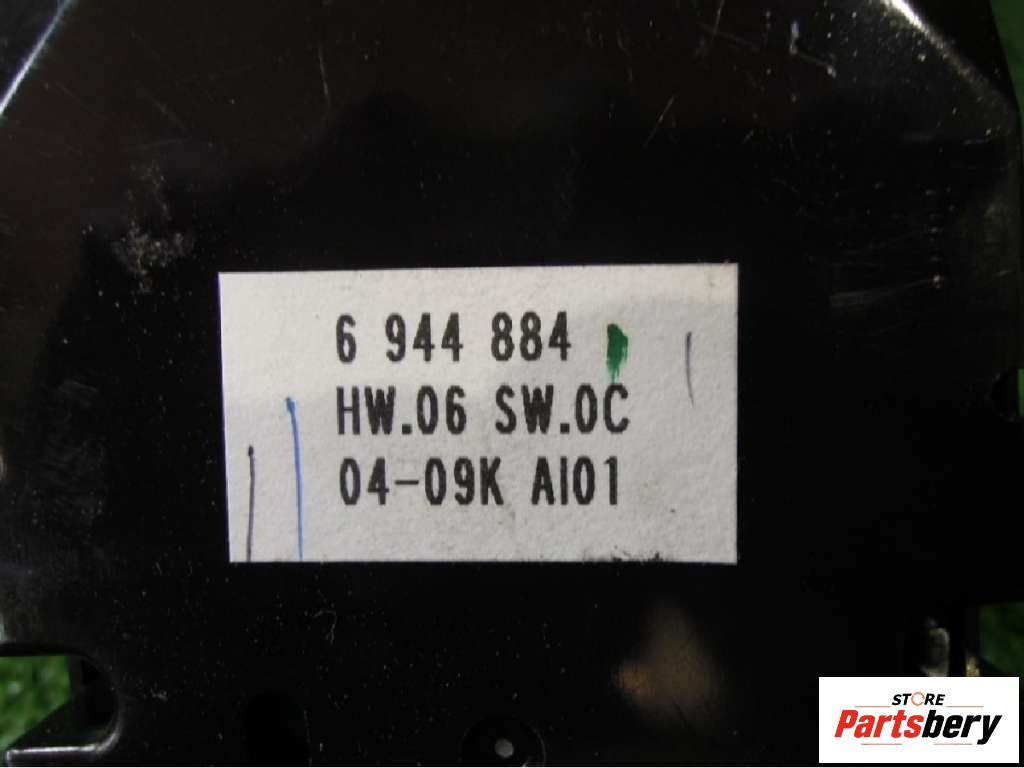 6 944 884
HW.06 SW.0C
04-09K AI01
STORE
Partsbery